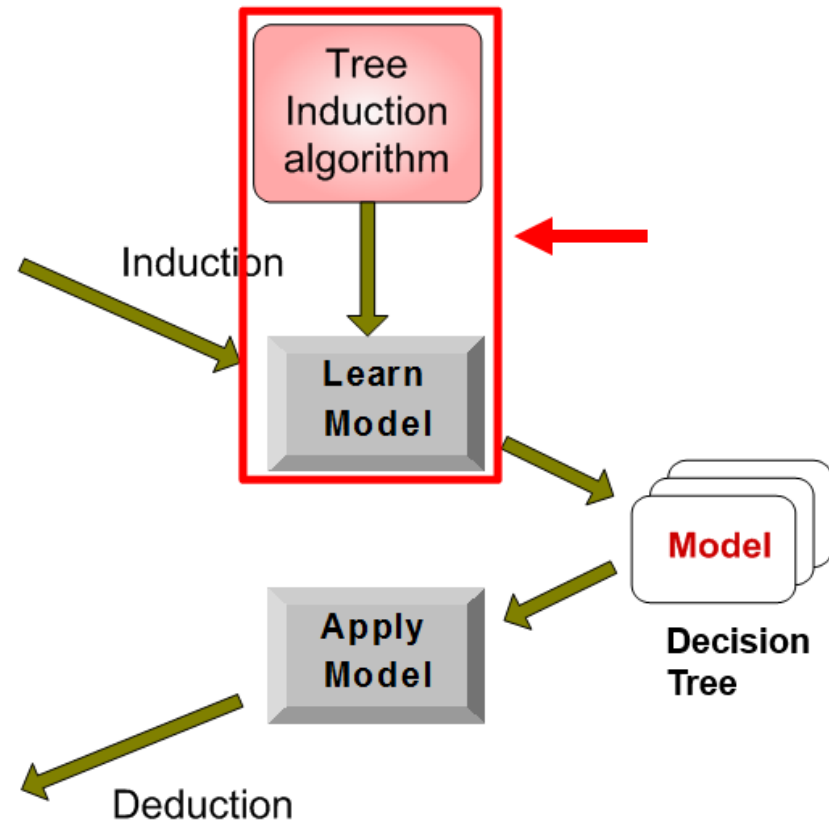 Tree
Induction
algorithm
Induction
Learn
Model
Model
Decision
Tree
Apply
Model
Deduction